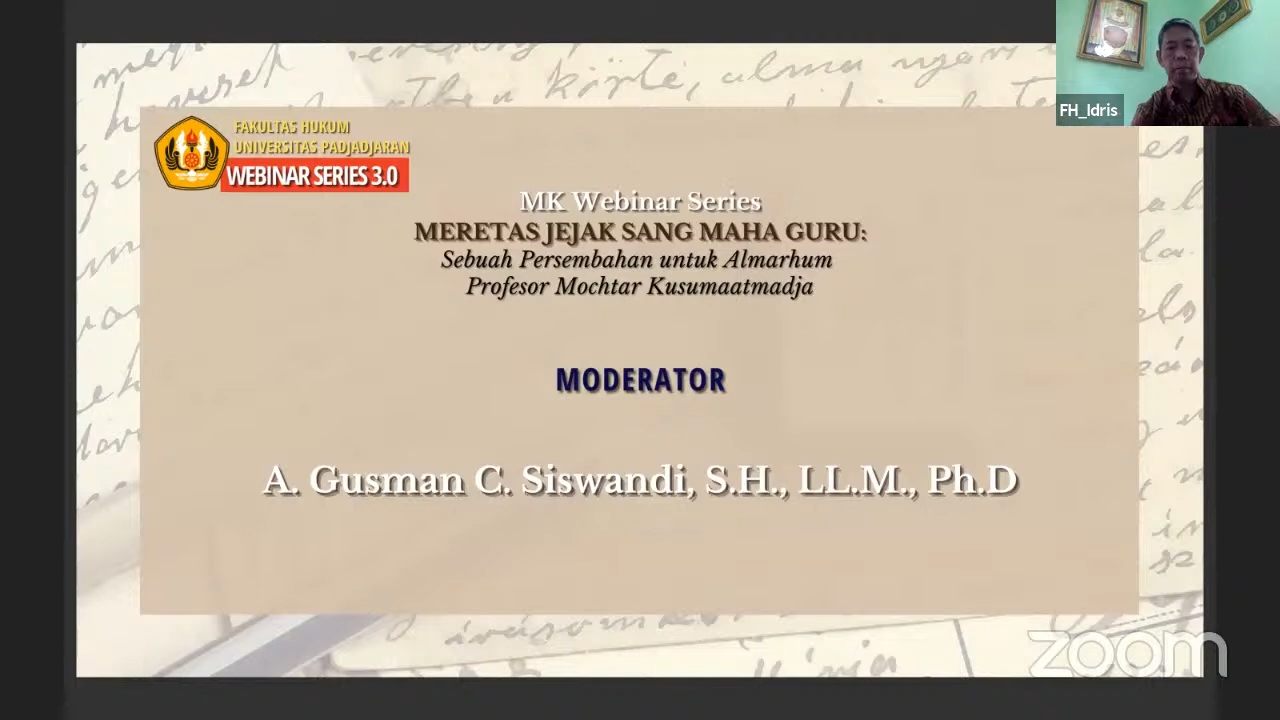 FH_Idris
FAKULTAS HUKUM
UNIVERSITAS PADJADJARAN
WEBINAR SERIES 3.0
MK Webinar Series
MERETAS JEJAK SANG MAHA GURU:
Sebuah Persembahan untuk Almarhum
Profesor Mochtar Kusumaatmadja
MODERATOR
A. Gusman C. Siswandi, S.H., LL.M., Ph.D
zoom